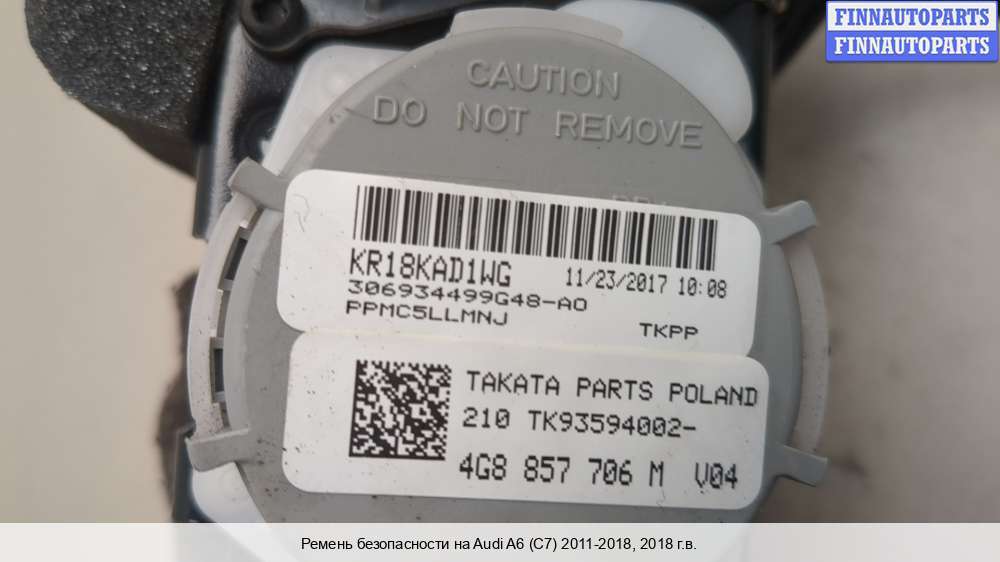 FINNAUTOPARTS
FINNAUTOPARTS
CAUTION
DO NOT REMOVE
KR18KAD1WG 11/23/2017 10:08
306934499G48-AO
PPMC5LLMNJ TKPP
TAKATA PARTS POLAND
210 TK93594002-
4G8 857 706 M V04
Ремень безопасности на Audi A6 (C7) 2011-2018, 2018 г.в.